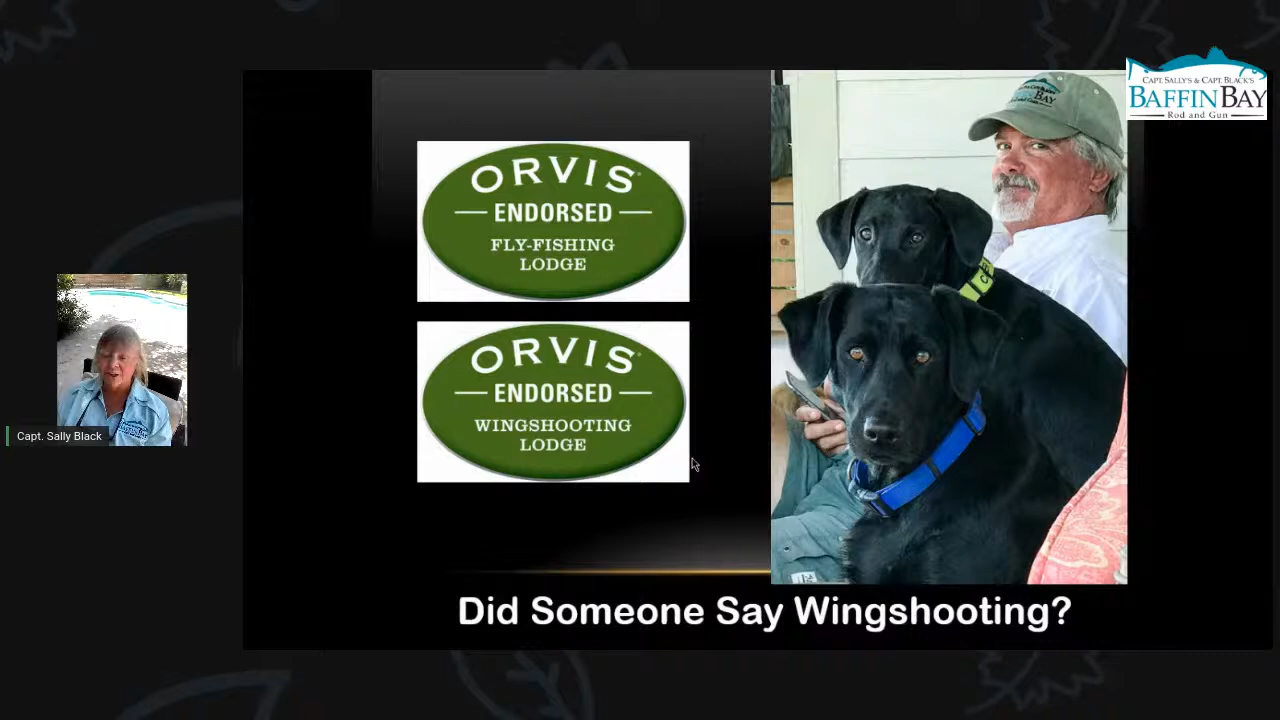 CAPT. SALLY'S & CAPT. BLACK'S
BAFFIN BAY
Rod and Gun
ORVIS
ENDORSED
FLY-FISHING
LODGE
ORVIS
ENDORSED
WINGSHOOTING
LODGE
BAY
Capt. Sally Black
Did Someone Say Wingshooting?